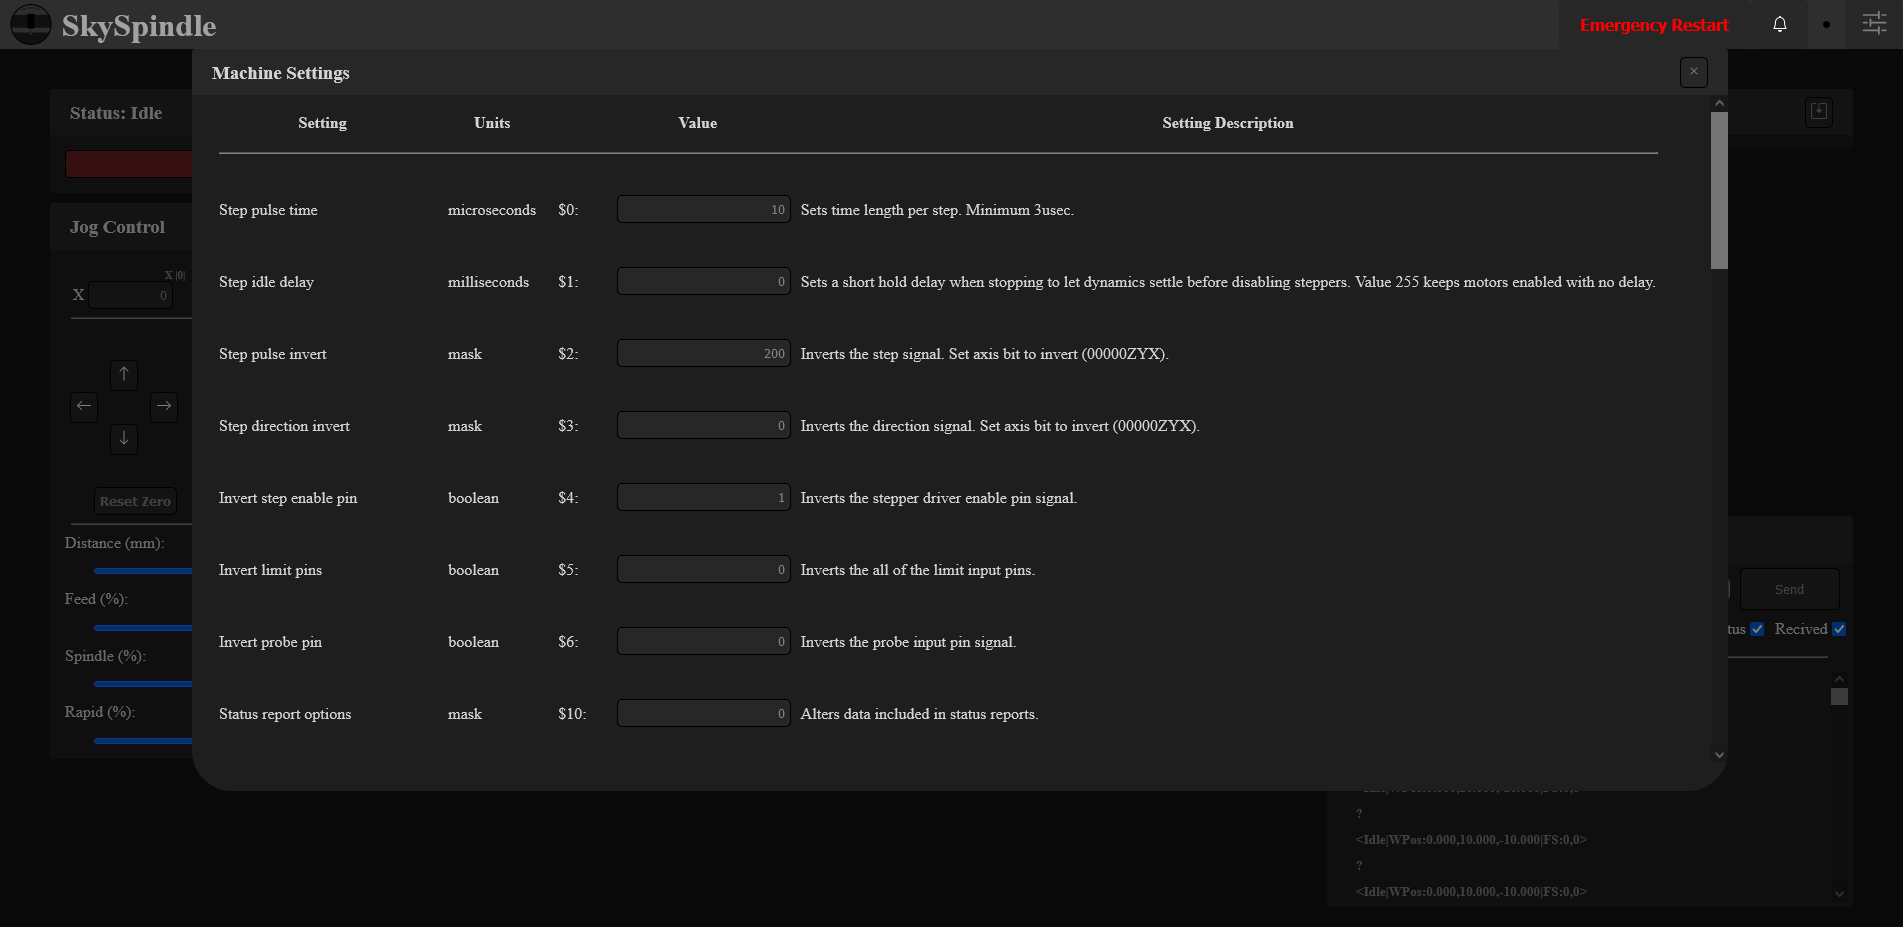 SkySpindle
Emergency Restart
Machine Settings
×
Status: Idle
Setting Units Value Setting Description
Step pulse time microseconds $0: 10 Sets time length per step. Minimum 3usec.
Jog Control
X |0|
X 0
Step idle delay milliseconds $1: 0 Sets a short hold delay when stopping to let dynamics settle before disabling steppers. Value 255 keeps motors enabled with no delay.
Step pulse invert mask $2: 200 Inverts the step signal. Set axis bit to invert (00000ZYX).
↑
← →
↓
Step direction invert mask $3: 0 Inverts the direction signal. Set axis bit to invert (00000ZYX).
Reset Zero
Invert step enable pin boolean $4: 1 Inverts the stepper driver enable pin signal.
Distance (mm):
Invert limit pins boolean $5: 0 Inverts the all of the limit input pins.
Send
Feed (%):
tus Recived
Invert probe pin boolean $6: 0 Inverts the probe input pin signal.
Spindle (%):
Rapid (%):
Status report options mask $10: 0 Alters data included in status reports.
?
<Idle|WPos:0.000,10.000,-10.000|FS:0,0>
?
<Idle|WPos:0.000,10.000,-10.000|FS:0,0>